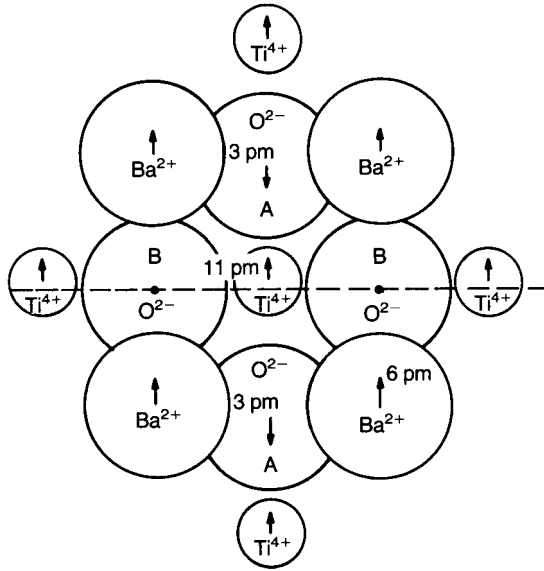 Ti4+
O2−
Ba2+
3 pm
Ba2+
A
B
11 pm
B
Ti4+
O2−
Ti4+
O2−
Ti4+
O2−
6 pm
Ba2+
3 pm
Ba2+
A
Ti4+